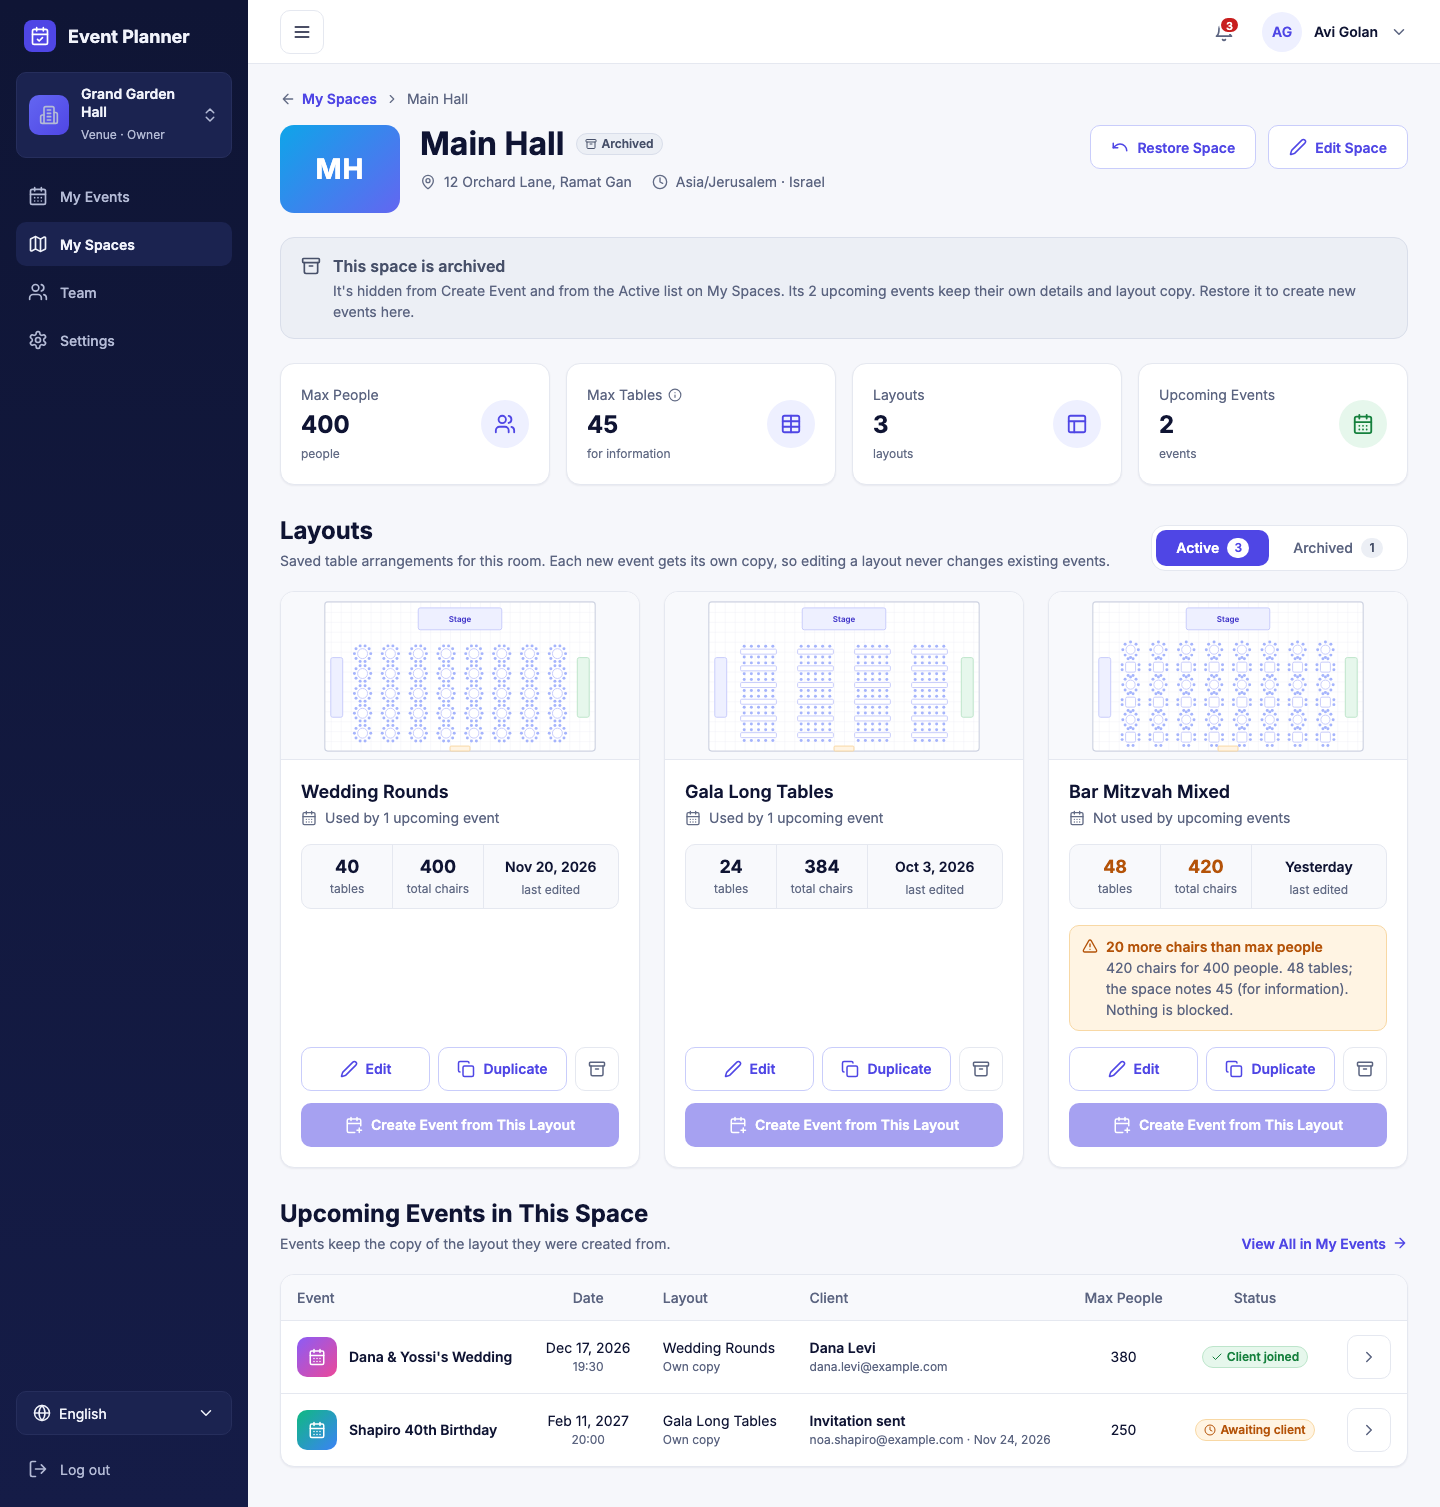 Event Planner
Grand Garden
Hall
Venue · Owner
My Events
My Spaces
Team
Settings
English
Log out
3
AG
Avi Golan
My Spaces
Main Hall
MH
Main Hall
Archived
12 Orchard Lane, Ramat Gan
Asia/Jerusalem · Israel
Restore Space
Edit Space
This space is archived
It's hidden from Create Event and from the Active list on My Spaces. Its 2 upcoming events keep their own details and layout copy. Restore it to create new
events here.
Max People
400
people
Max Tables
45
for information
Layouts
3
layouts
Upcoming Events
2
events
Layouts
Saved table arrangements for this room. Each new event gets its own copy, so editing a layout never changes existing events.
Active 3
Archived 1
Stage
Wedding Rounds
Used by 1 upcoming event
40
tables
400
total chairs
Nov 20, 2026
last edited
Edit
Duplicate
Create Event from This Layout
Stage
Gala Long Tables
Used by 1 upcoming event
24
tables
384
total chairs
Oct 3, 2026
last edited
Edit
Duplicate
Create Event from This Layout
Stage
Bar Mitzvah Mixed
Not used by upcoming events
48
tables
420
total chairs
Yesterday
last edited
20 more chairs than max people
420 chairs for 400 people. 48 tables;
the space notes 45 (for information).
Nothing is blocked.
Edit
Duplicate
Create Event from This Layout
Upcoming Events in This Space
Events keep the copy of the layout they were created from.
View All in My Events
Event
Date
Layout
Client
Max People
Status
Dana & Yossi's Wedding
Dec 17, 2026
19:30
Wedding Rounds
Own copy
Dana Levi
dana.levi@example.com
380
Client joined
Shapiro 40th Birthday
Feb 11, 2027
20:00
Gala Long Tables
Own copy
Invitation sent
noa.shapiro@example.com · Nov 24, 2026
250
Awaiting client